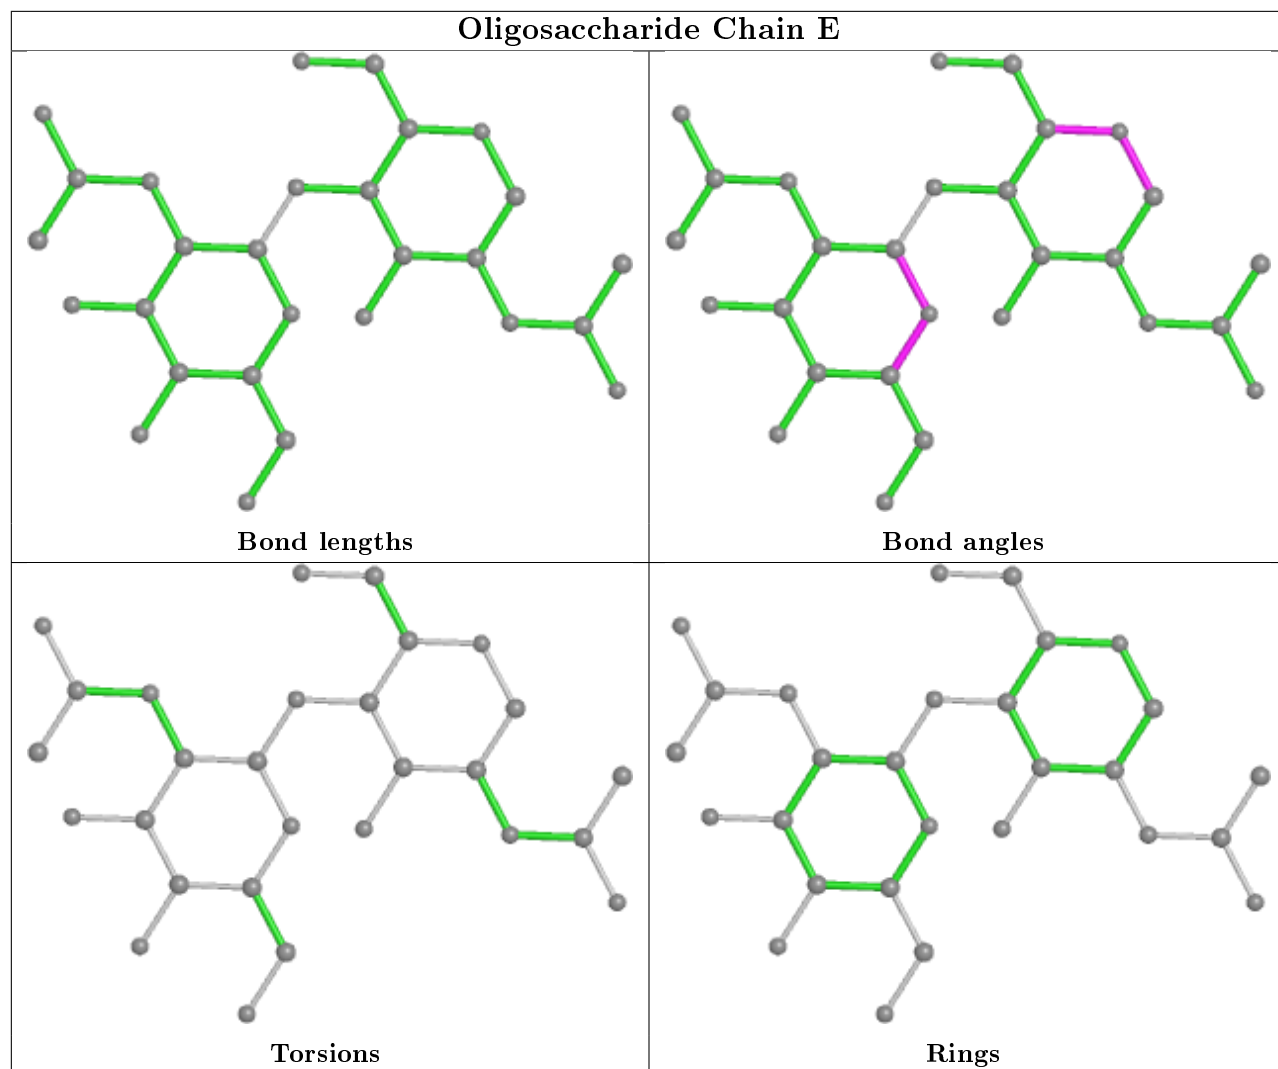 Oligosaccharide Chain E
Bond lengths
Bond angles
Torsions
Rings